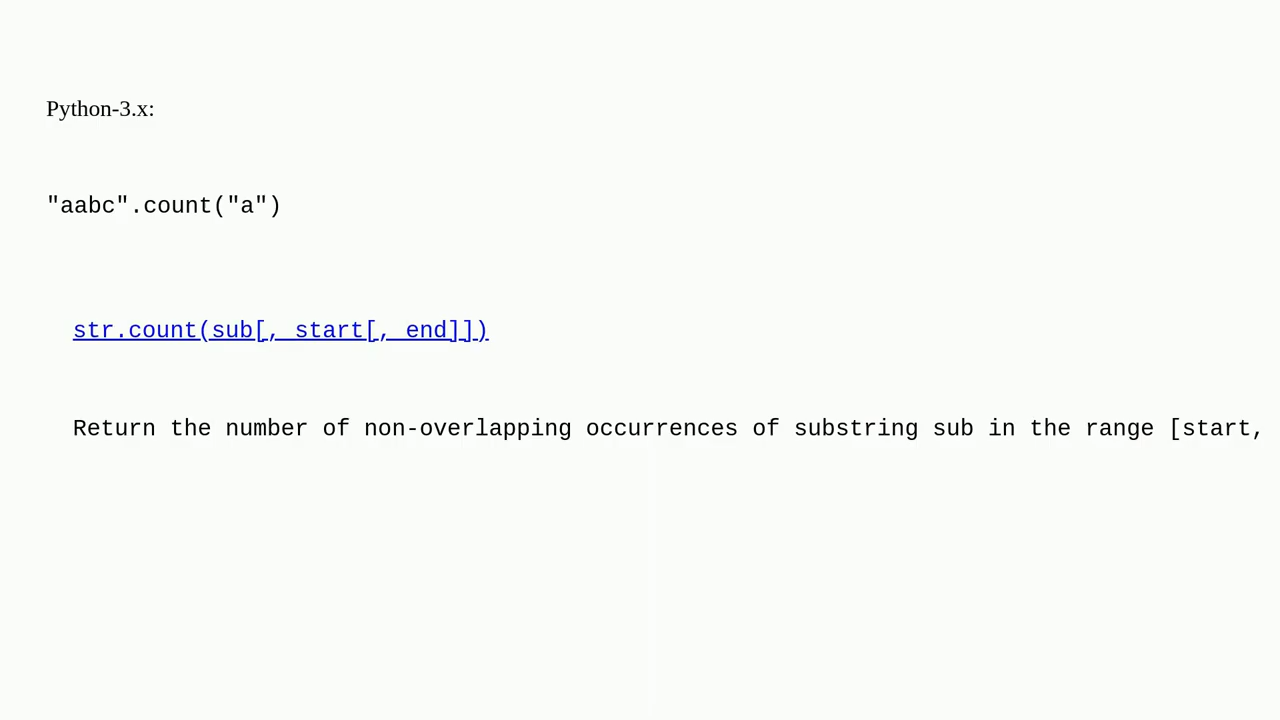 Python-3.x:
"aabc".count("a")
str.count(sub[, start[, end]])
Return the number of non-overlapping occurrences of substring sub in the range [start,